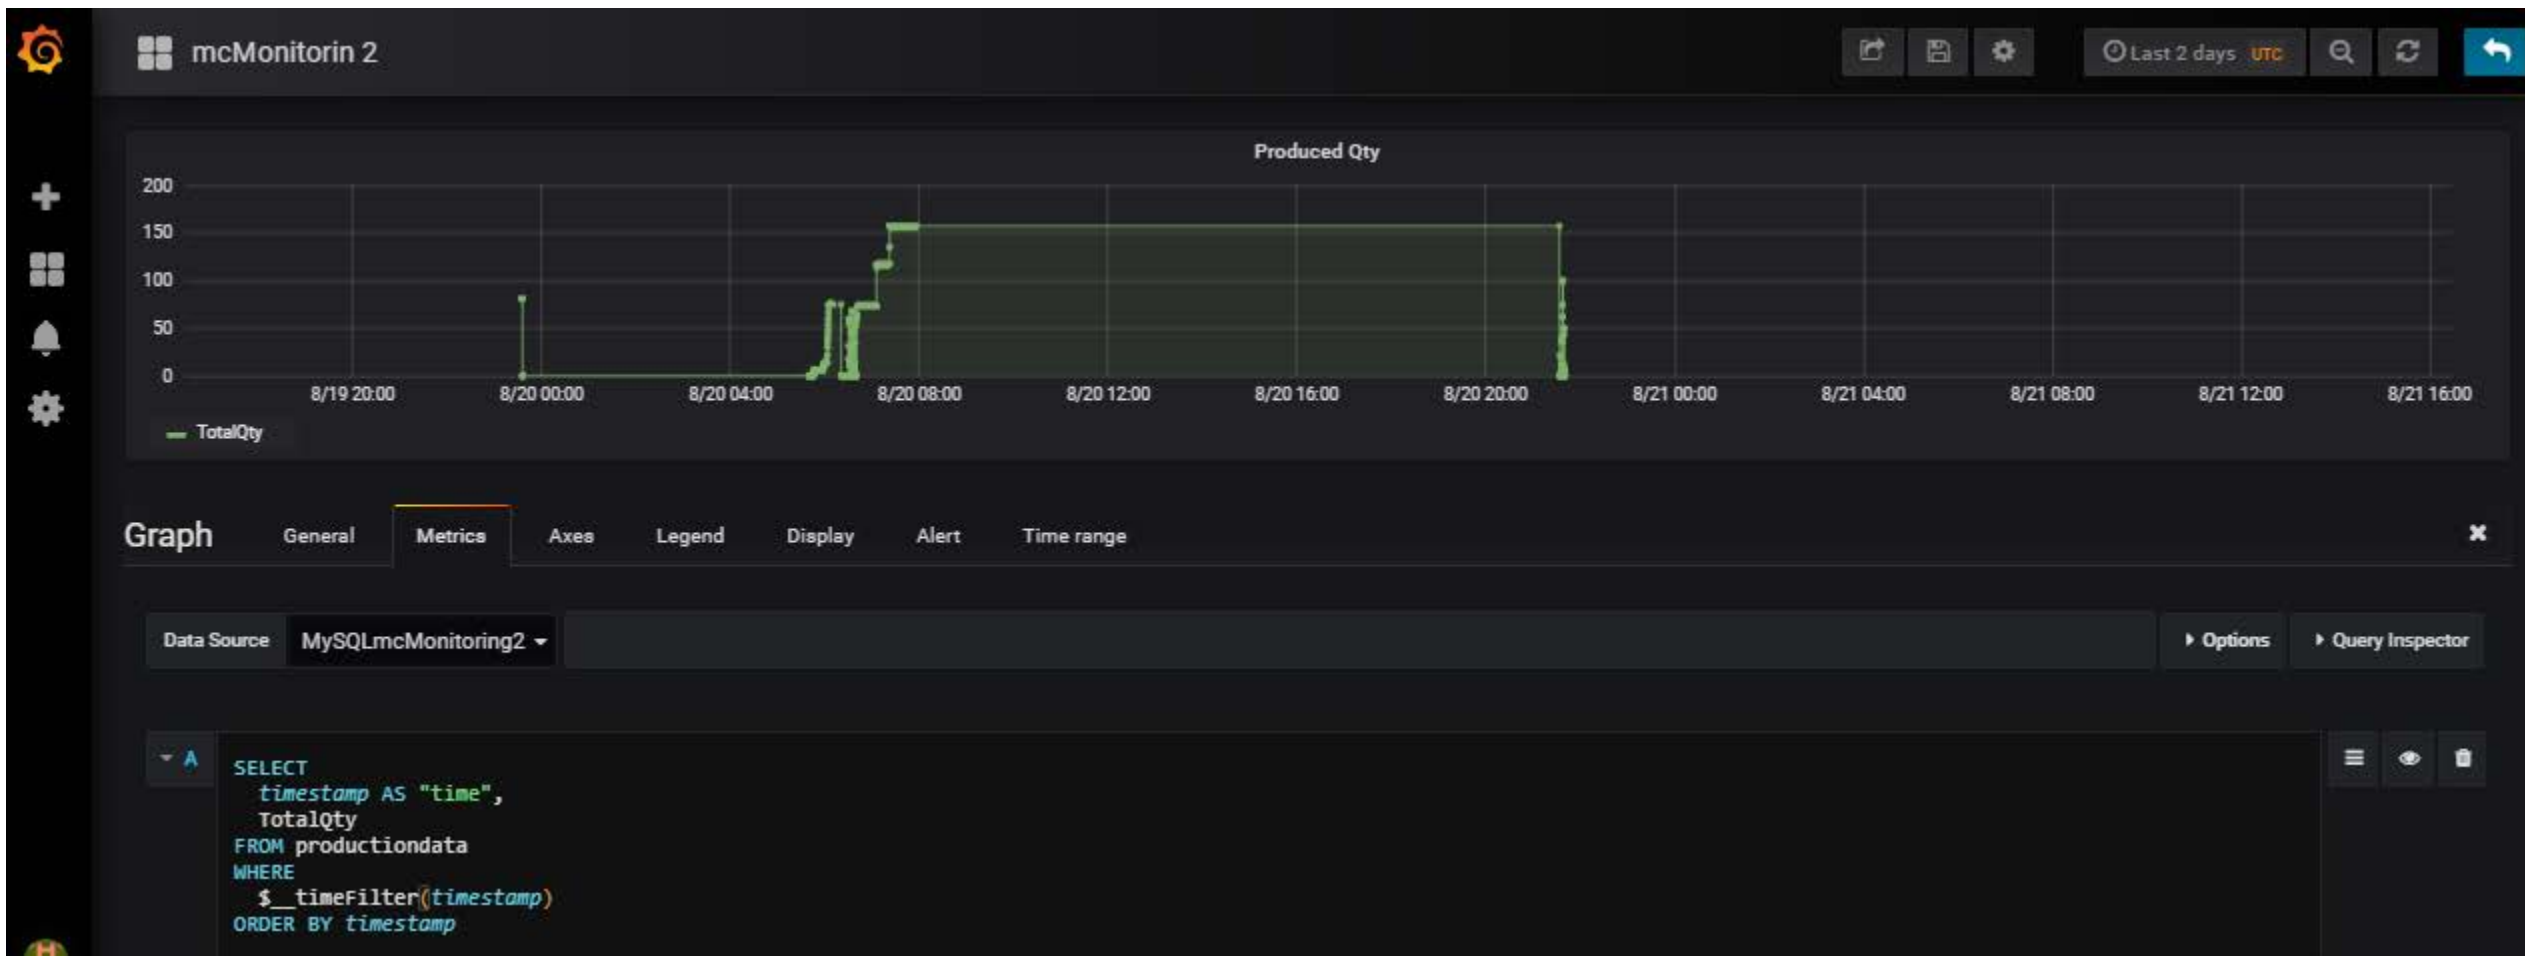 mcMonitorin 2
Last 2 days UTC
Produced Qty
200
150
100
50
0
8/19 20:00 8/20 00:00 8/20 04:00 8/20 08:00 8/20 12:00 8/20 16:00 8/20 20:00 8/21 00:00 8/21 04:00 8/21 08:00 8/21 12:00 8/21 16:00
TotalQty
Graph General Metrics Axes Legend Display Alert Time range
Data Source MySQLmcMonitoring2 Options Query Inspector
A
SELECT
timestamp AS "time",
TotalQty
FROM productiondata
WHERE
$__timeFilter(timestamp)
ORDER BY timestamp